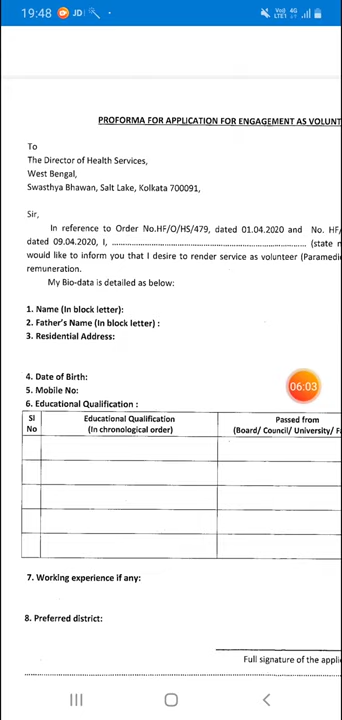 19:48 JD
Vo) 4G
LTE1
PROFORMA FOR APPLICATION FOR ENGAGEMENT AS VOLUNT
To
The Director of Health Services,
West Bengal,
Swasthya Bhawan, Salt Lake, Kolkata 700091,
Sir,
In reference to Order No.HF/O/HS/479, dated 01.04.2020 and No. HF/
dated 09.04.2020, I, ........................................ (state n
would like to inform you that I desire to render service as volunteer (Paramedi
remuneration.
My Bio-data is detailed as below:
1. Name (In block letter):
2. Father's Name (In block letter) :
3. Residential Address:
4. Date of Birth:
06:03
5. Mobile No:
6. Educational Qualification :
Sl No Educational Qualification (In chronological order) Passed from (Board/ Council/ University/ F
7. Working experience if any:
8. Preferred district:
Full signature of the appli